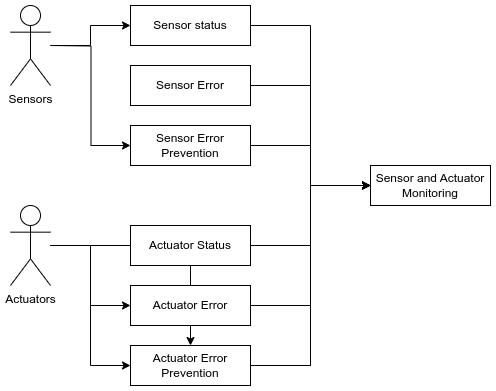 Sensor status
Sensors
Sensor Error
Sensor Error
Prevention
Sensor and Actuator
Monitoring
Actuators
Actuator Status
Actuator Error
Actuator Error
Prevention